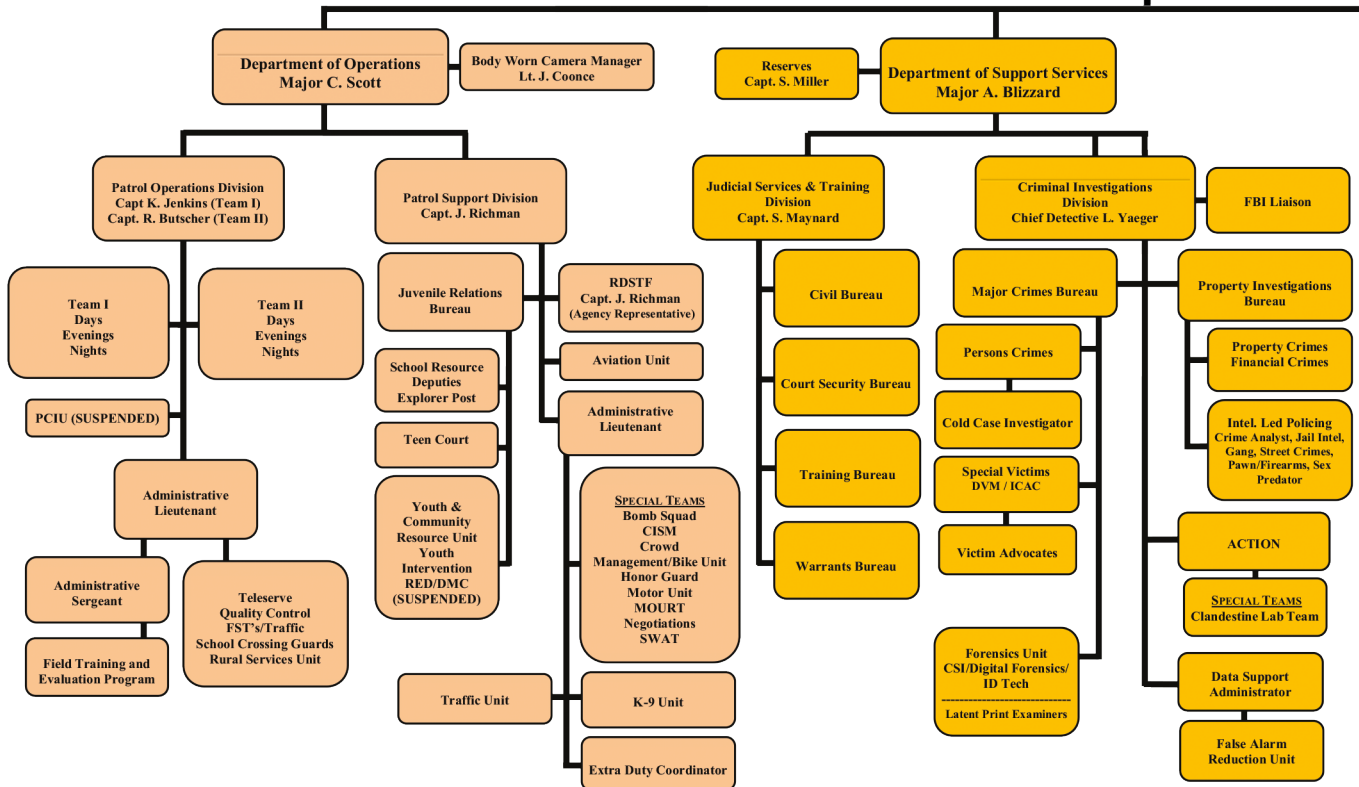 Department of Operations
Major C. Scott
Body Worn Camera Manager
Lt. J. Coonce
Reserves
Capt. S. Miller
Department of Support Services
Major A. Blizzard
Patrol Operations Division
Capt K. Jenkins (Team I)
Capt. R. Butscher (Team II)
Patrol Support Division
Capt. J. Richman
Judicial Services & Training
Division
Capt. S. Maynard
Criminal Investigations
Division
Chief Detective L. Yaeger
FBI Liaison
Team I
Days
Evenings
Nights
Team II
Days
Evenings
Nights
PCIU (SUSPENDED)
Administrative
Lieutenant
Administrative
Sergeant
Field Training and
Evaluation Program
Teleserve
Quality Control
FST's/Traffic
School Crossing Guards
Rural Services Unit
Juvenile Relations
Bureau
School Resource
Deputies
Explorer Post
Teen Court
Youth &
Community
Resource Unit
Youth
Intervention
RED/DMC
(SUSPENDED)
RDSTF
Capt. J. Richman
(Agency Representative)
Aviation Unit
Administrative
Lieutenant
SPECIAL TEAMS
Bomb Squad
CISM
Crowd
Management/Bike Unit
Honor Guard
Motor Unit
MOURT
Negotiations
SWAT
Traffic Unit
K-9 Unit
Extra Duty Coordinator
Civil Bureau
Court Security Bureau
Training Bureau
Warrants Bureau
Major Crimes Bureau
Persons Crimes
Cold Case Investigator
Special Victims
DVM / ICAC
Victim Advocates
Forensics Unit
CSI/Digital Forensics/
ID Tech
------------------------------
Latent Print Examiners
Property Investigations
Bureau
Property Crimes
Financial Crimes
Intel. Led Policing
Crime Analyst, Jail Intel,
Gang, Street Crimes,
Pawn/Firearms, Sex
Predator
ACTION
SPECIAL TEAMS
Clandestine Lab Team
Data Support
Administrator
False Alarm
Reduction Unit